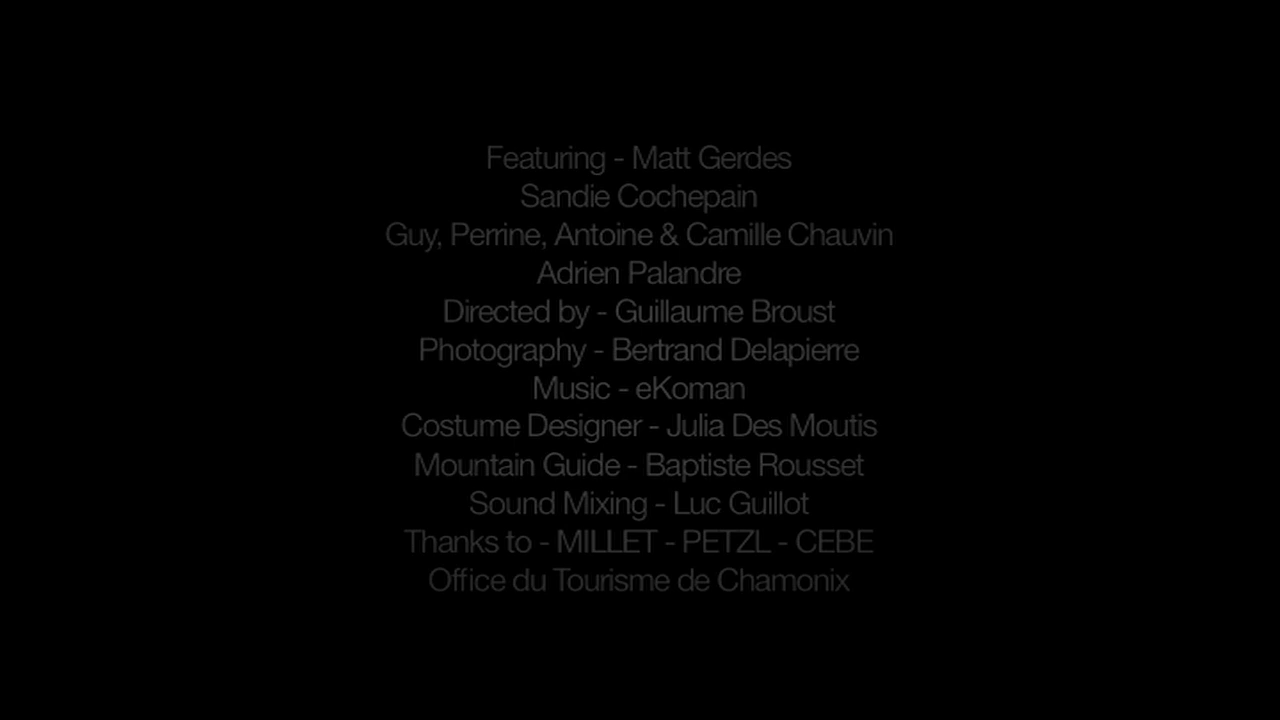 Featuring - Matt Gerdes
Sandie Cochepain
Guy, Perrine, Antoine & Camille Chauvin
Adrien Palandre
Directed by - Guillaume Broust
Photography - Bertrand Delapierre
Music - eKoman
Costume Designer - Julia Des Moutis
Mountain Guide - Baptiste Rousset
Sound Mixing - Luc Guillot
Thanks to - MILLET - PETZL - CEBE
Office du Tourisme de Chamonix